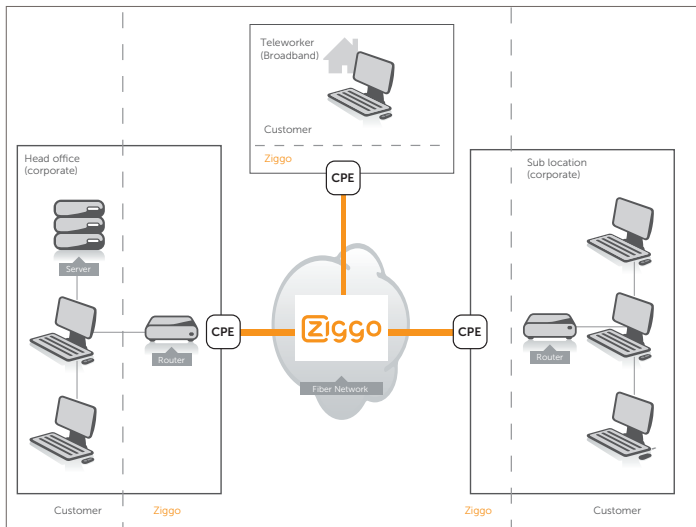 Teleworker
(Broadband)
Customer
Ziggo
CPE
Head office
(corporate)
Server
Router
CPE
ziggo
Fiber Network
CPE
Sub location
(corporate)
Router
Customer
Ziggo
Ziggo
Customer